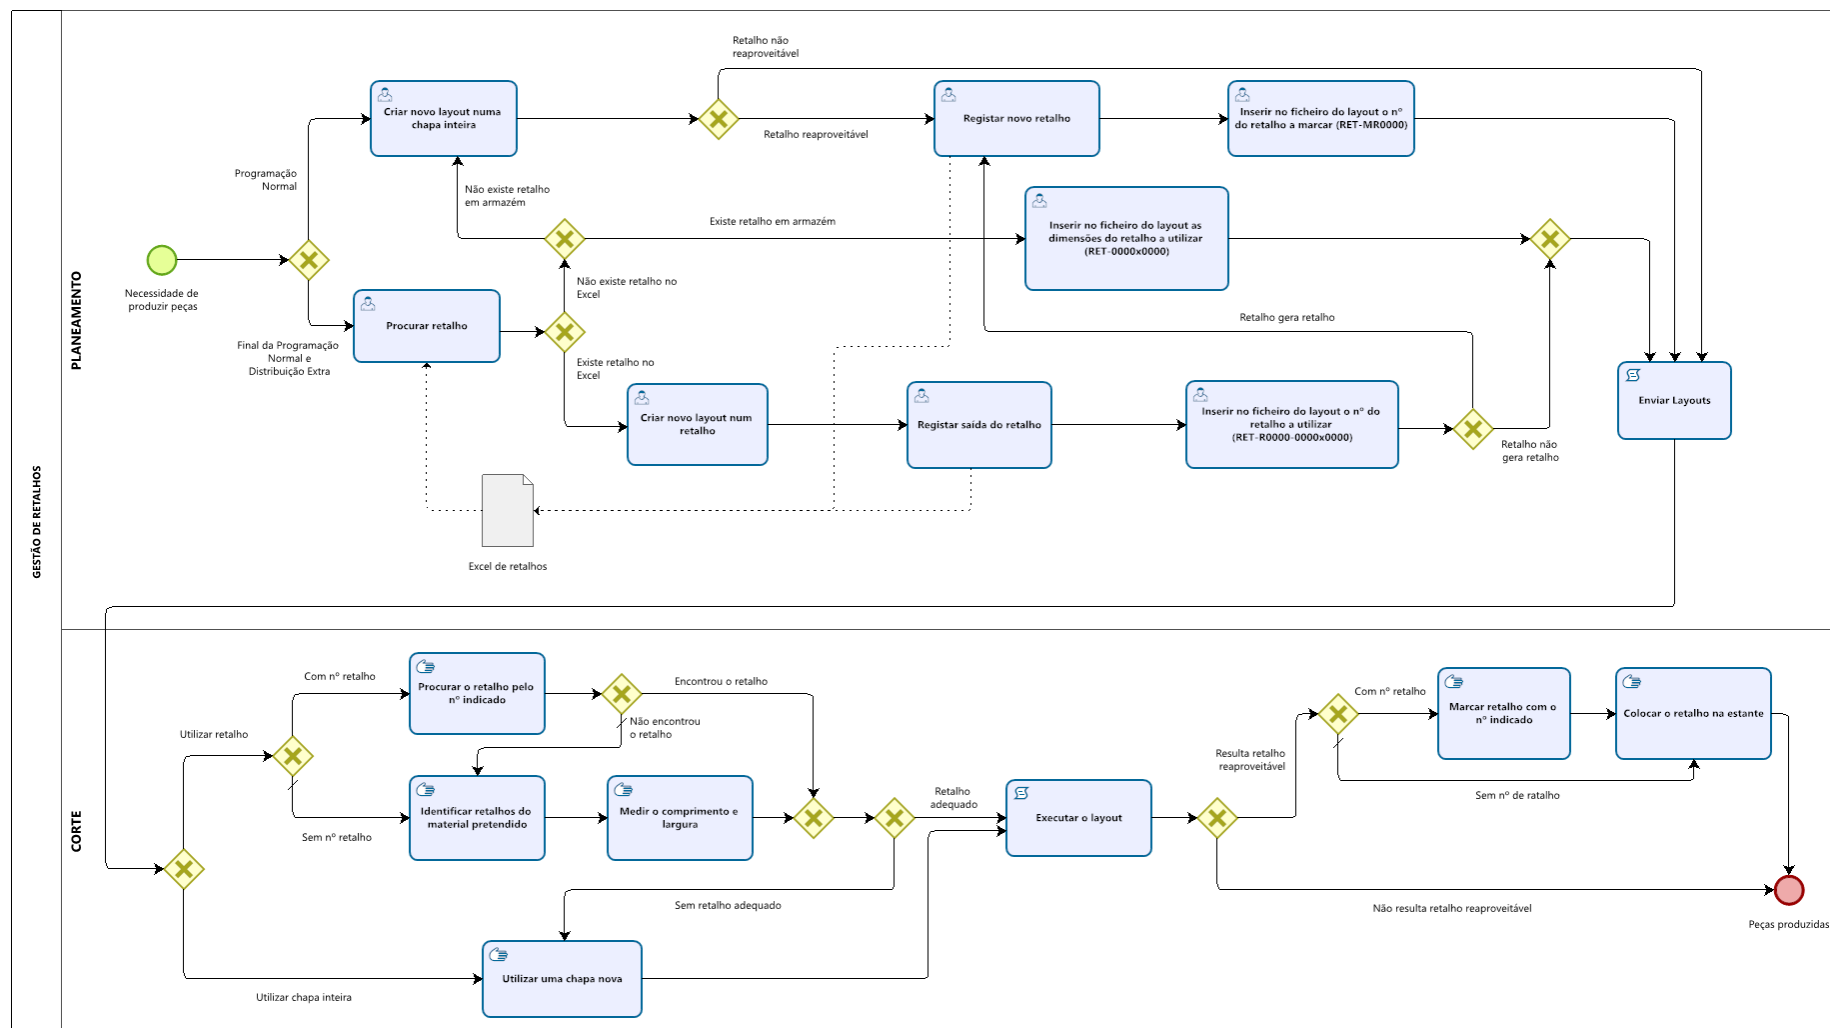 GESTÃO DE RETALHOS
PLANEAMENTO
Necessidade de
produzir peças
Programação
Normal
Final da Programação
Normal e
Distribuição Extra
Criar novo layout numa
chapa inteira
Procurar retalho
Não existe retalho
em armazém
Existe retalho em armazém
Não existe retalho no
Excel
Existe retalho no
Excel
Retalho não
reaproveitável
Retalho reaproveitável
Registar novo retalho
Inserir no ficheiro do layout o nº
do retalho a marcar (RET-MR0000)
Inserir no ficheiro do layout as
dimensões do retalho a utilizar
(RET-0000x0000)
Retalho gera retalho
Criar novo layout num
retalho
Registar saída do retalho
Inserir no ficheiro do layout o nº do
retalho a utilizar
(RET-R0000-0000x0000)
Retalho não
gera retalho
Enviar Layouts
Excel de retalhos
CORTE
Utilizar retalho
Com nº retalho
Sem nº retalho
Procurar o retalho pelo
nº indicado
Encontrou o retalho
Não encontrou
o retalho
Identificar retalhos do
material pretendido
Medir o comprimento e
largura
Retalho
adequado
Sem retalho adequado
Utilizar chapa inteira
Utilizar uma chapa nova
Executar o layout
Resulta retalho
reaproveitável
Não resulta retalho reaproveitável
Com nº retalho
Sem nº de ratalho
Marcar retalho com o
nº indicado
Colocar o retalho na estante
Peças produzidas